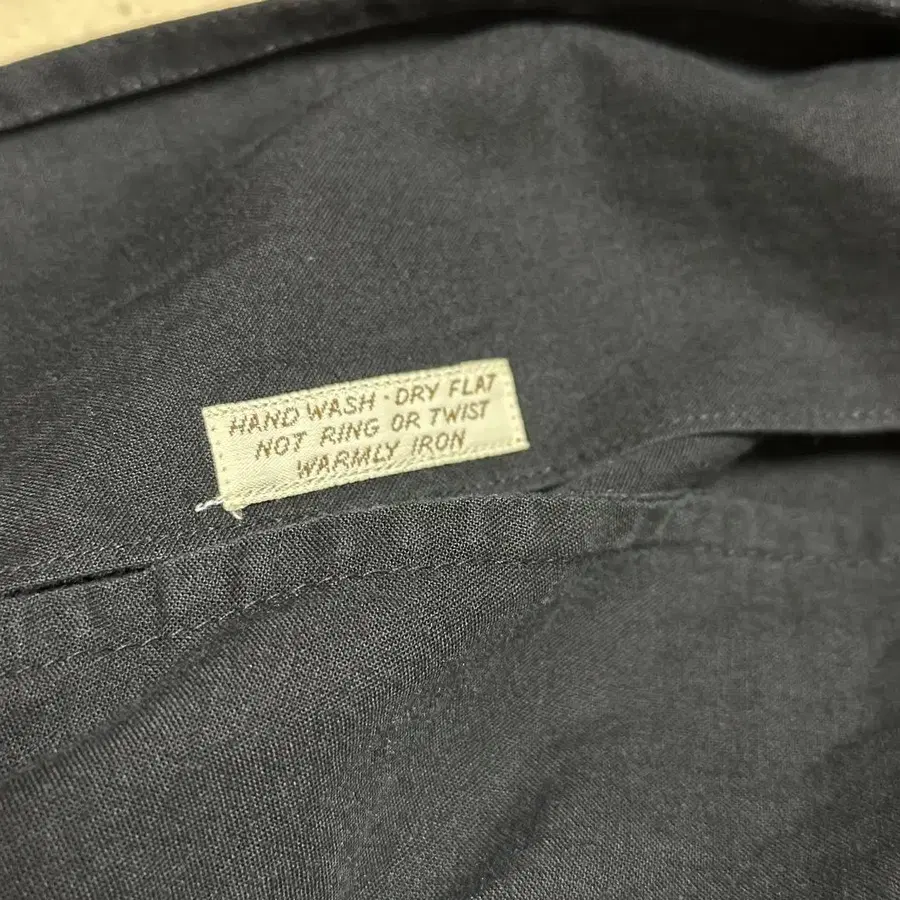 HAND WASH · DRY FLAT
NOT RING OR TWIST
WARMLY IRON